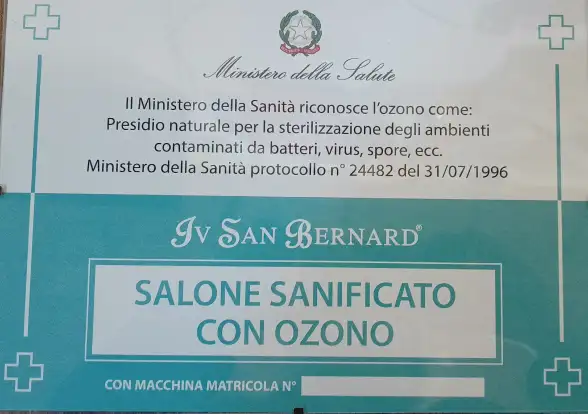 Ministero della Salute
Il Ministero della Sanità riconosce l'ozono come:
Presidio naturale per la sterilizzazione degli ambienti
contaminati da batteri, virus, spore, ecc.
Ministero della Sanità protocollo n° 24482 del 31/07/1996
IV SAN BERNARD®
SALONE SANIFICATO
CON OZONO
CON MACCHINA MATRICOLA N°